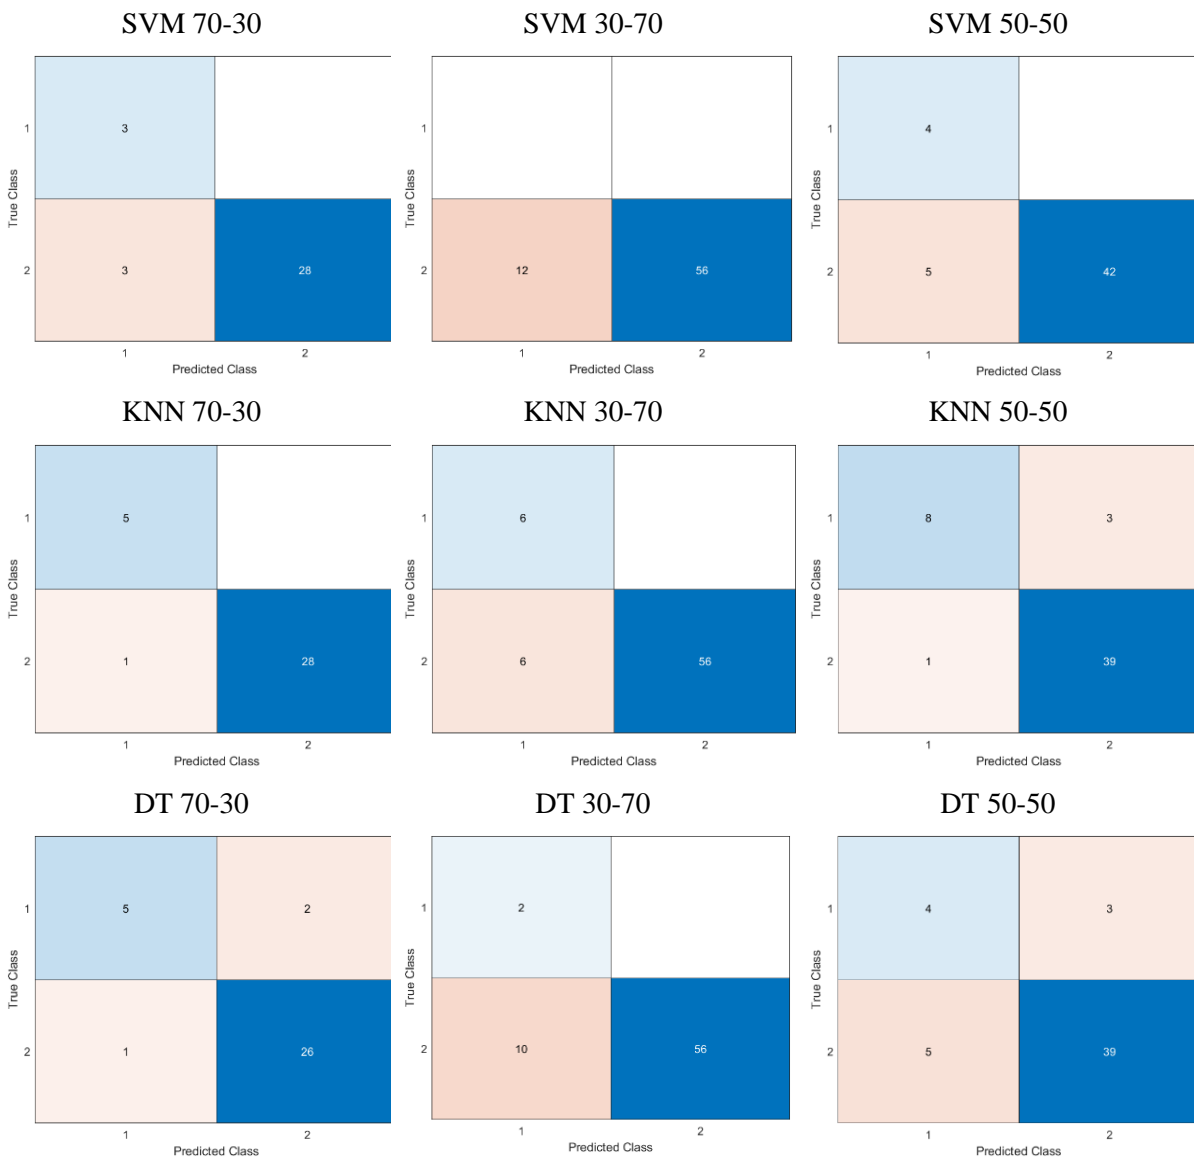 SVM 70-30
SVM 30-70
SVM 50-50
1
3
True Class
2
3
28
1
2
Predicted Class
1
True Class
2
12
56
1
2
Predicted Class
1
4
True Class
2
5
42
1
2
Predicted Class
KNN 70-30
KNN 30-70
KNN 50-50
1
5
True Class
2
1
28
1
2
Predicted Class
1
6
True Class
2
6
56
1
2
Predicted Class
1
8
3
True Class
2
1
39
1
2
Predicted Class
DT 70-30
DT 30-70
DT 50-50
1
5
2
True Class
2
1
26
1
2
Predicted Class
1
2
True Class
2
10
56
1
2
Predicted Class
1
4
3
True Class
2
5
39
1
2
Predicted Class